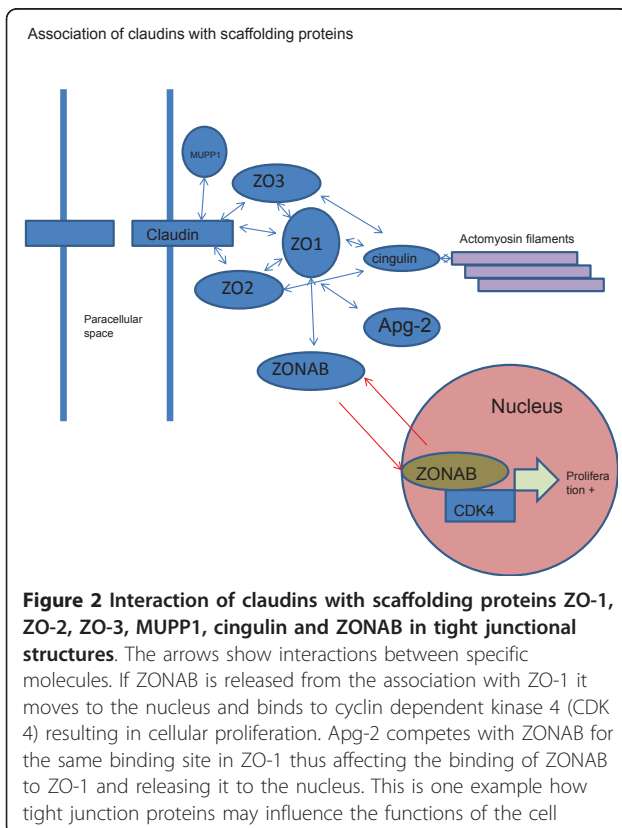 Association of claudins with scaffolding proteins
MUPP1
ZO3
Claudin
ZO1
cingulin
Actomyosin filaments
ZO2
Paracellular
space
Apg-2
ZONAB
Nucleus
ZONAB
CDK4
Prolifera
tion +
Figure 2 Interaction of claudins with scaffolding proteins ZO-1,
ZO-2, ZO-3, MUPP1, cingulin and ZONAB in tight junctional
structures. The arrows show interactions between specific
molecules. If ZONAB is released from the association with ZO-1 it
moves to the nucleus and binds to cyclin dependent kinase 4 (CDK
4) resulting in cellular proliferation. Apg-2 competes with ZONAB for
the same binding site in ZO-1 thus affecting the binding of ZONAB
to ZO-1 and releasing it to the nucleus. This is one example how
tight junction proteins may influence the functions of the cell